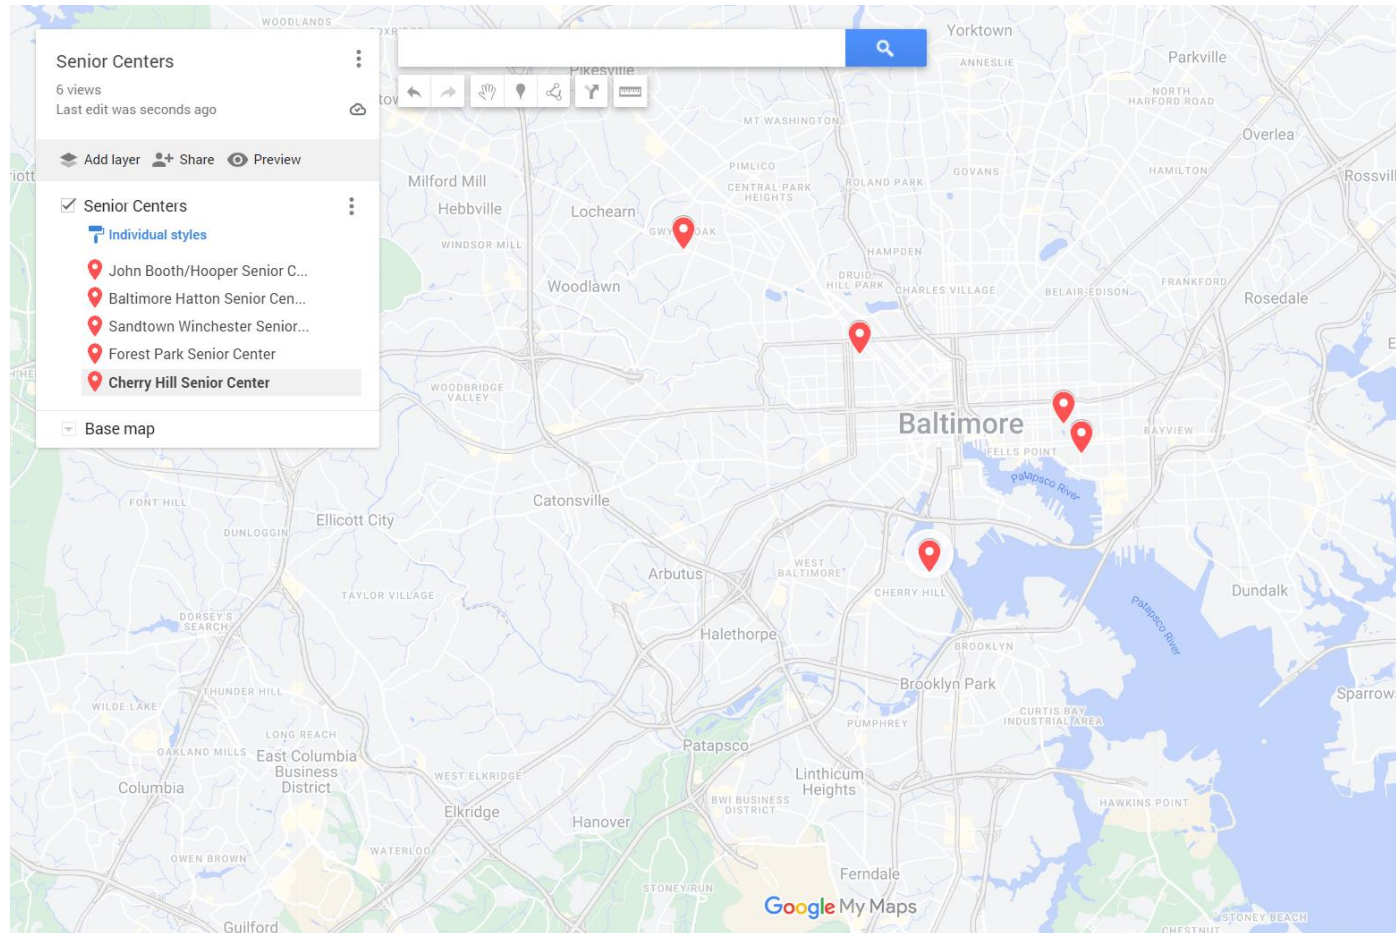 WOODLANDS
Yorktown
Senior Centers
6 views
Last edit was seconds ago
Pikesville
ANNESLIE
Parkville
NORTH
HARFORD ROAD
MT WASHINGTON
Overlea
Add layer
Share
Preview
PIMLICO
CENTRAL PARK
HEIGHTS
ROLAND PARK
GOVANS
HAMILTON
Milford Mill
Hebbville
Lochearn
WINDSOR MILL
Senior Centers
Individual styles
John Booth/Hooper Senior C...
Baltimore Hatton Senior Cen...
Sandtown Winchester Senior...
Forest Park Senior Center
Cherry Hill Senior Center
Base map
HAMPDEN
Woodlawn
DRUID
HILL PARK
CHARLES VILLAGE
BELAIR-EDISON
FRANKFORD
Rosedale
WOODBRIDGE
VALLEY
Baltimore
BAYVIEW
FELLS POINT
Patapsco River
FONT HILL
Catonsville
Ellicott City
DUNLOGGIN
Arbutus
WEST
BALTIMORE
CHERRY HILL
Dundalk
TAYLOR VILLAGE
DORSEY'S
SEARCH
Halethorpe
Patapsco River
BROOKLYN
Brooklyn Park
THUNDER HILL
WILDE LAKE
Sparrow
CURTIS BAY
INDUSTRIAL AREA
PUMPHREY
LONG REACH
OAKLAND MILLS
East Columbia
Business
District
Patapsco
Columbia
WEST ELKRIDGE
Linthicum
Heights
BWI BUSINESS
DISTRICT
HAWKINS POINT
Elkridge
Hanover
WATERLOO
OWEN BROWN
Ferndale
STONEY RUN
Google My Maps
Guilford
STONEY BEACH
CHESTNUT